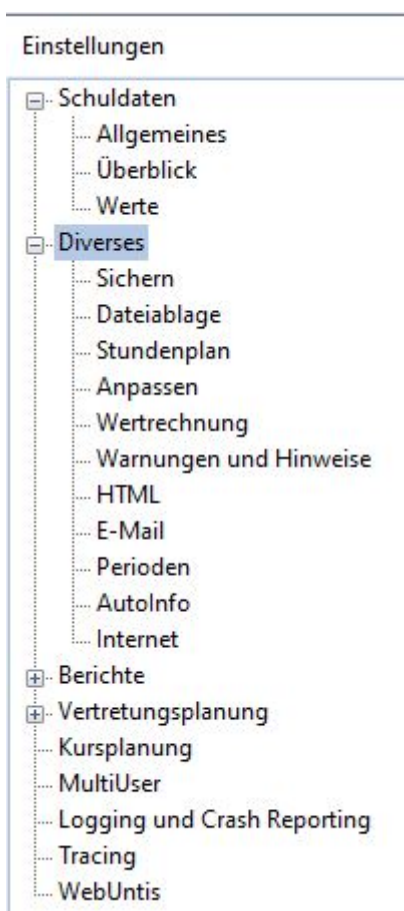 Einstellungen
Schuldaten
Allgemeines
Überblick
Werte
Diverses
Sichern
Dateiablage
Stundenplan
Anpassen
Wertrechnung
Warnungen und Hinweise
HTML
E-Mail
Perioden
AutoInfo
Internet
Berichte
Vertretungsplanung
Kursplanung
MultiUser
Logging und Crash Reporting
Tracing
WebUntis